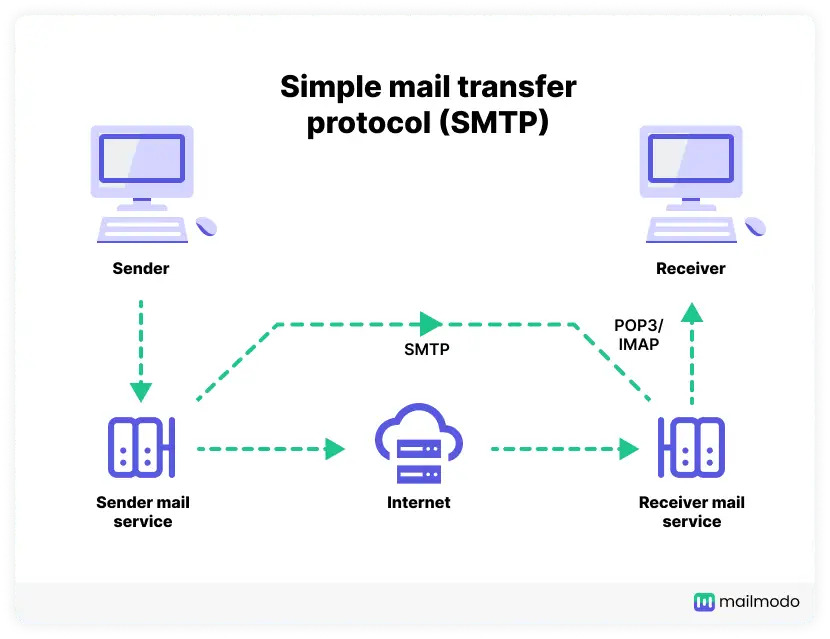 Simple mail transfer
protocol (SMTP)
Sender
Receiver
SMTP
POP3/
IMAP
Sender mail
service
Internet
Receiver mail
service
mailmodo